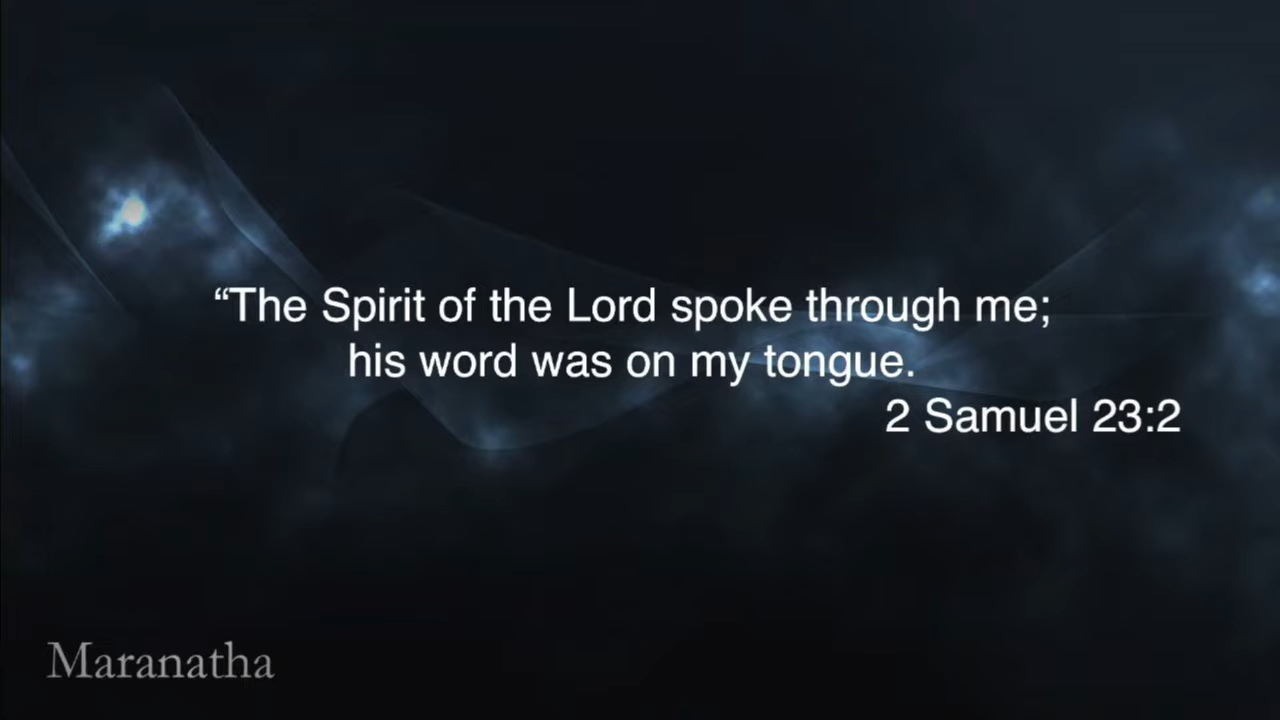 “The Spirit of the Lord spoke through me;
his word was on my tongue.
2 Samuel 23:2
Maranatha